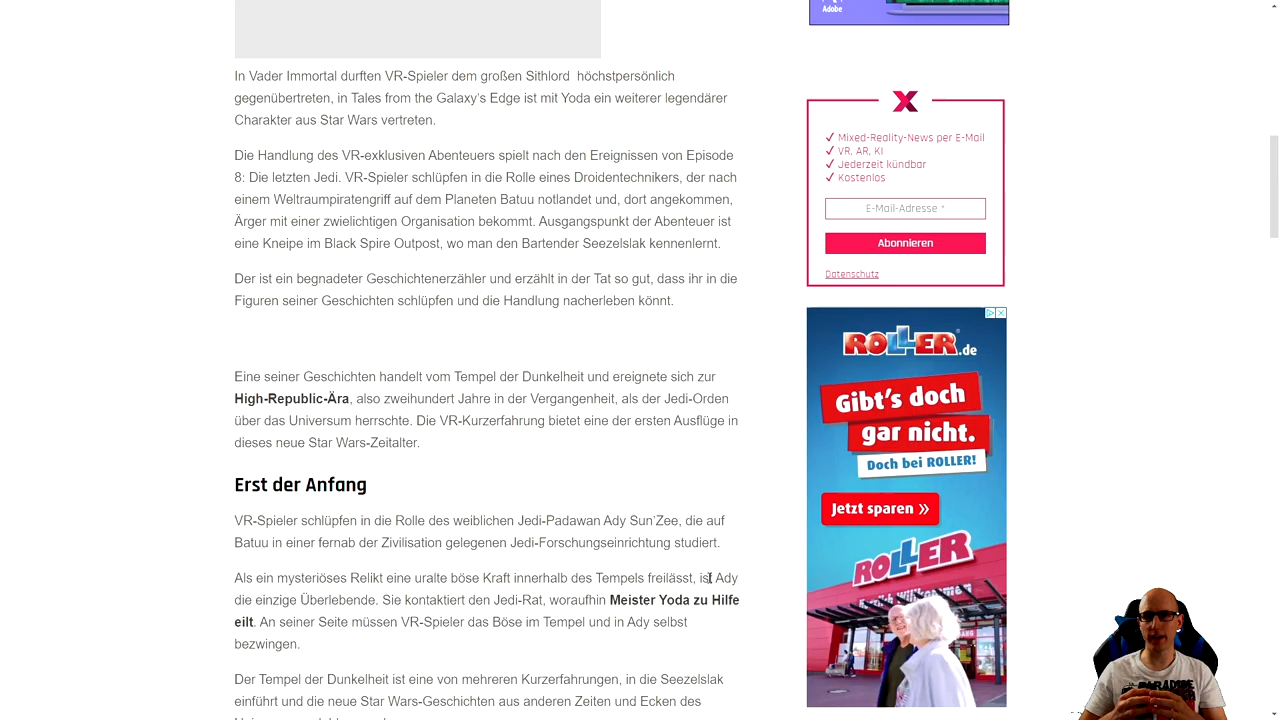 In Vader Immortal durften VR-Spieler dem großen Sithlord höchstpersönlich
gegenübertreten, in Tales from the Galaxy's Edge ist mit Yoda ein weiterer legendärer
Charakter aus Star Wars vertreten.
Die Handlung des VR-exklusiven Abenteuers spielt nach den Ereignissen von Episode
8: Die letzten Jedi. VR-Spieler schlüpfen in die Rolle eines Droidentechnikers, der nach
einem Weltraumpiratengriff auf dem Planeten Batuu notlandet und, dort angekommen,
Ärger mit einer zwielichtigen Organisation bekommt. Ausgangspunkt der Abenteuer ist
eine Kneipe im Black Spire Outpost, wo man den Bartender Seezelslak kennenlernt.
Der ist ein begnadeter Geschichtenerzähler und erzählt in der Tat so gut, dass ihr in die
Figuren seiner Geschichten schlüpfen und die Handlung nacherleben könnt.
Eine seiner Geschichten handelt vom Tempel der Dunkelheit und ereignete sich zur
High-Republic-Ära, also zweihundert Jahre in der Vergangenheit, als der Jedi-Orden
über das Universum herrschte. Die VR-Kurzerfahrung bietet eine der ersten Ausflüge in
dieses neue Star Wars-Zeitalter.
Erst der Anfang
VR-Spieler schlüpfen in die Rolle des weiblichen Jedi-Padawan Ady Sun'Zee, die auf
Batuu in einer fernab der Zivilisation gelegenen Jedi-Forschungseinrichtung studiert.
Als ein mysteriöses Relikt eine uralte böse Kraft innerhalb des Tempels freilässt, ist Ady
die einzige Überlebende. Sie kontaktiert den Jedi-Rat, woraufhin Meister Yoda zu Hilfe
eilt. An seiner Seite müssen VR-Spieler das Böse im Tempel und in Ady selbst
bezwingen.
Der Tempel der Dunkelheit ist eine von mehreren Kurzerfahrungen, in die Seezelslak
einführt und die neue Star Wars-Geschichten aus anderen Zeiten und Ecken des
Adobe
X
✓ Mixed-Reality-News per E-Mail
✓ VR, AR, KI
✓ Jederzeit kündbar
✓ Kostenlos
E-Mail-Adresse *
Abonnieren
Datenschutz
ROLLER.de
Gibt's doch
gar nicht.
Doch bei ROLLER!
Jetzt sparen »
ROLLER
Herzlich Willkommen
PARADISE